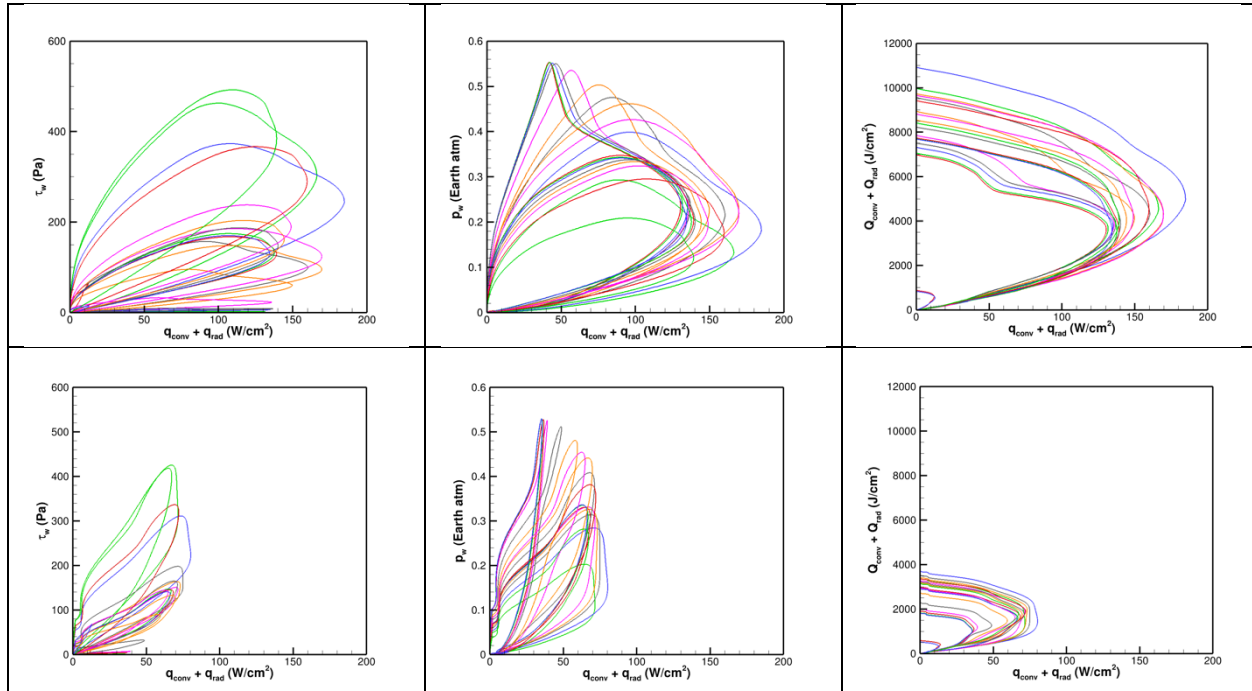 600
400
200
0
τw (Pa)
0 50 100 150 200
qconv + qrad (W/cm²)
0.6
0.5
0.4
0.3
0.2
0.1
0
pw (Earth atm)
0 50 100 150 200
qconv + qrad (W/cm²)
12000
10000
8000
6000
4000
2000
0
Qconv + Qrad (J/cm²)
0 50 100 150 200
qconv + qrad (W/cm²)
600
500
400
300
200
100
0
τw (Pa)
0 50 100 150 200
qconv + qrad (W/cm²)
0.6
0.5
0.4
0.3
0.2
0.1
0
pw (Earth atm)
0 50 100 150 200
qconv + qrad (W/cm²)
12000
10000
8000
6000
4000
2000
0
Qconv + Qrad (J/cm²)
0 50 100 150 200
qconv + qrad (W/cm²)